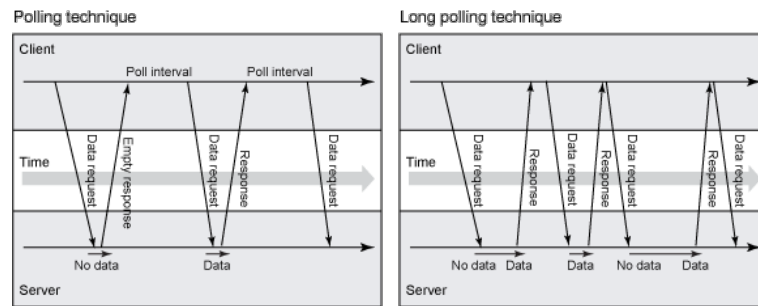 Polling technique
Client
Poll interval
Poll interval
Time
Data request
Empty response
Data request
Response
Data request
No data
Data
Server
Long polling technique
Client
Time
Data request
Response
Data request
Response
Data request
Response
Data request
No data
Data
Data
No data
Data
Server